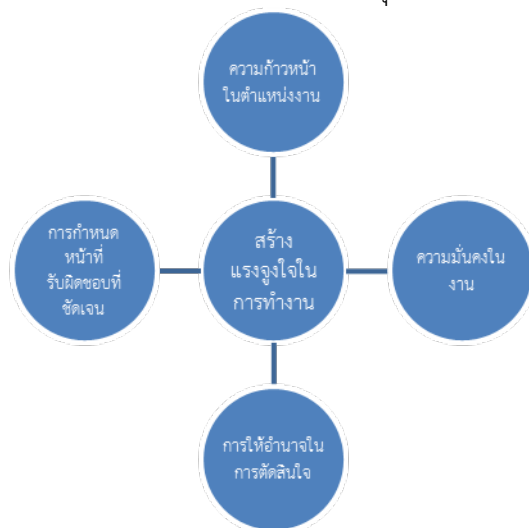 ความก้าวหน้า
ในตำแหน่งงาน
การกำหนด
หน้าที่
รับผิดชอบที่
ชัดเจน
สร้าง
แรงจูงใจใน
การทำงาน
ความมั่นคงใน
งาน
การให้อำนาจใน
การตัดสินใจ